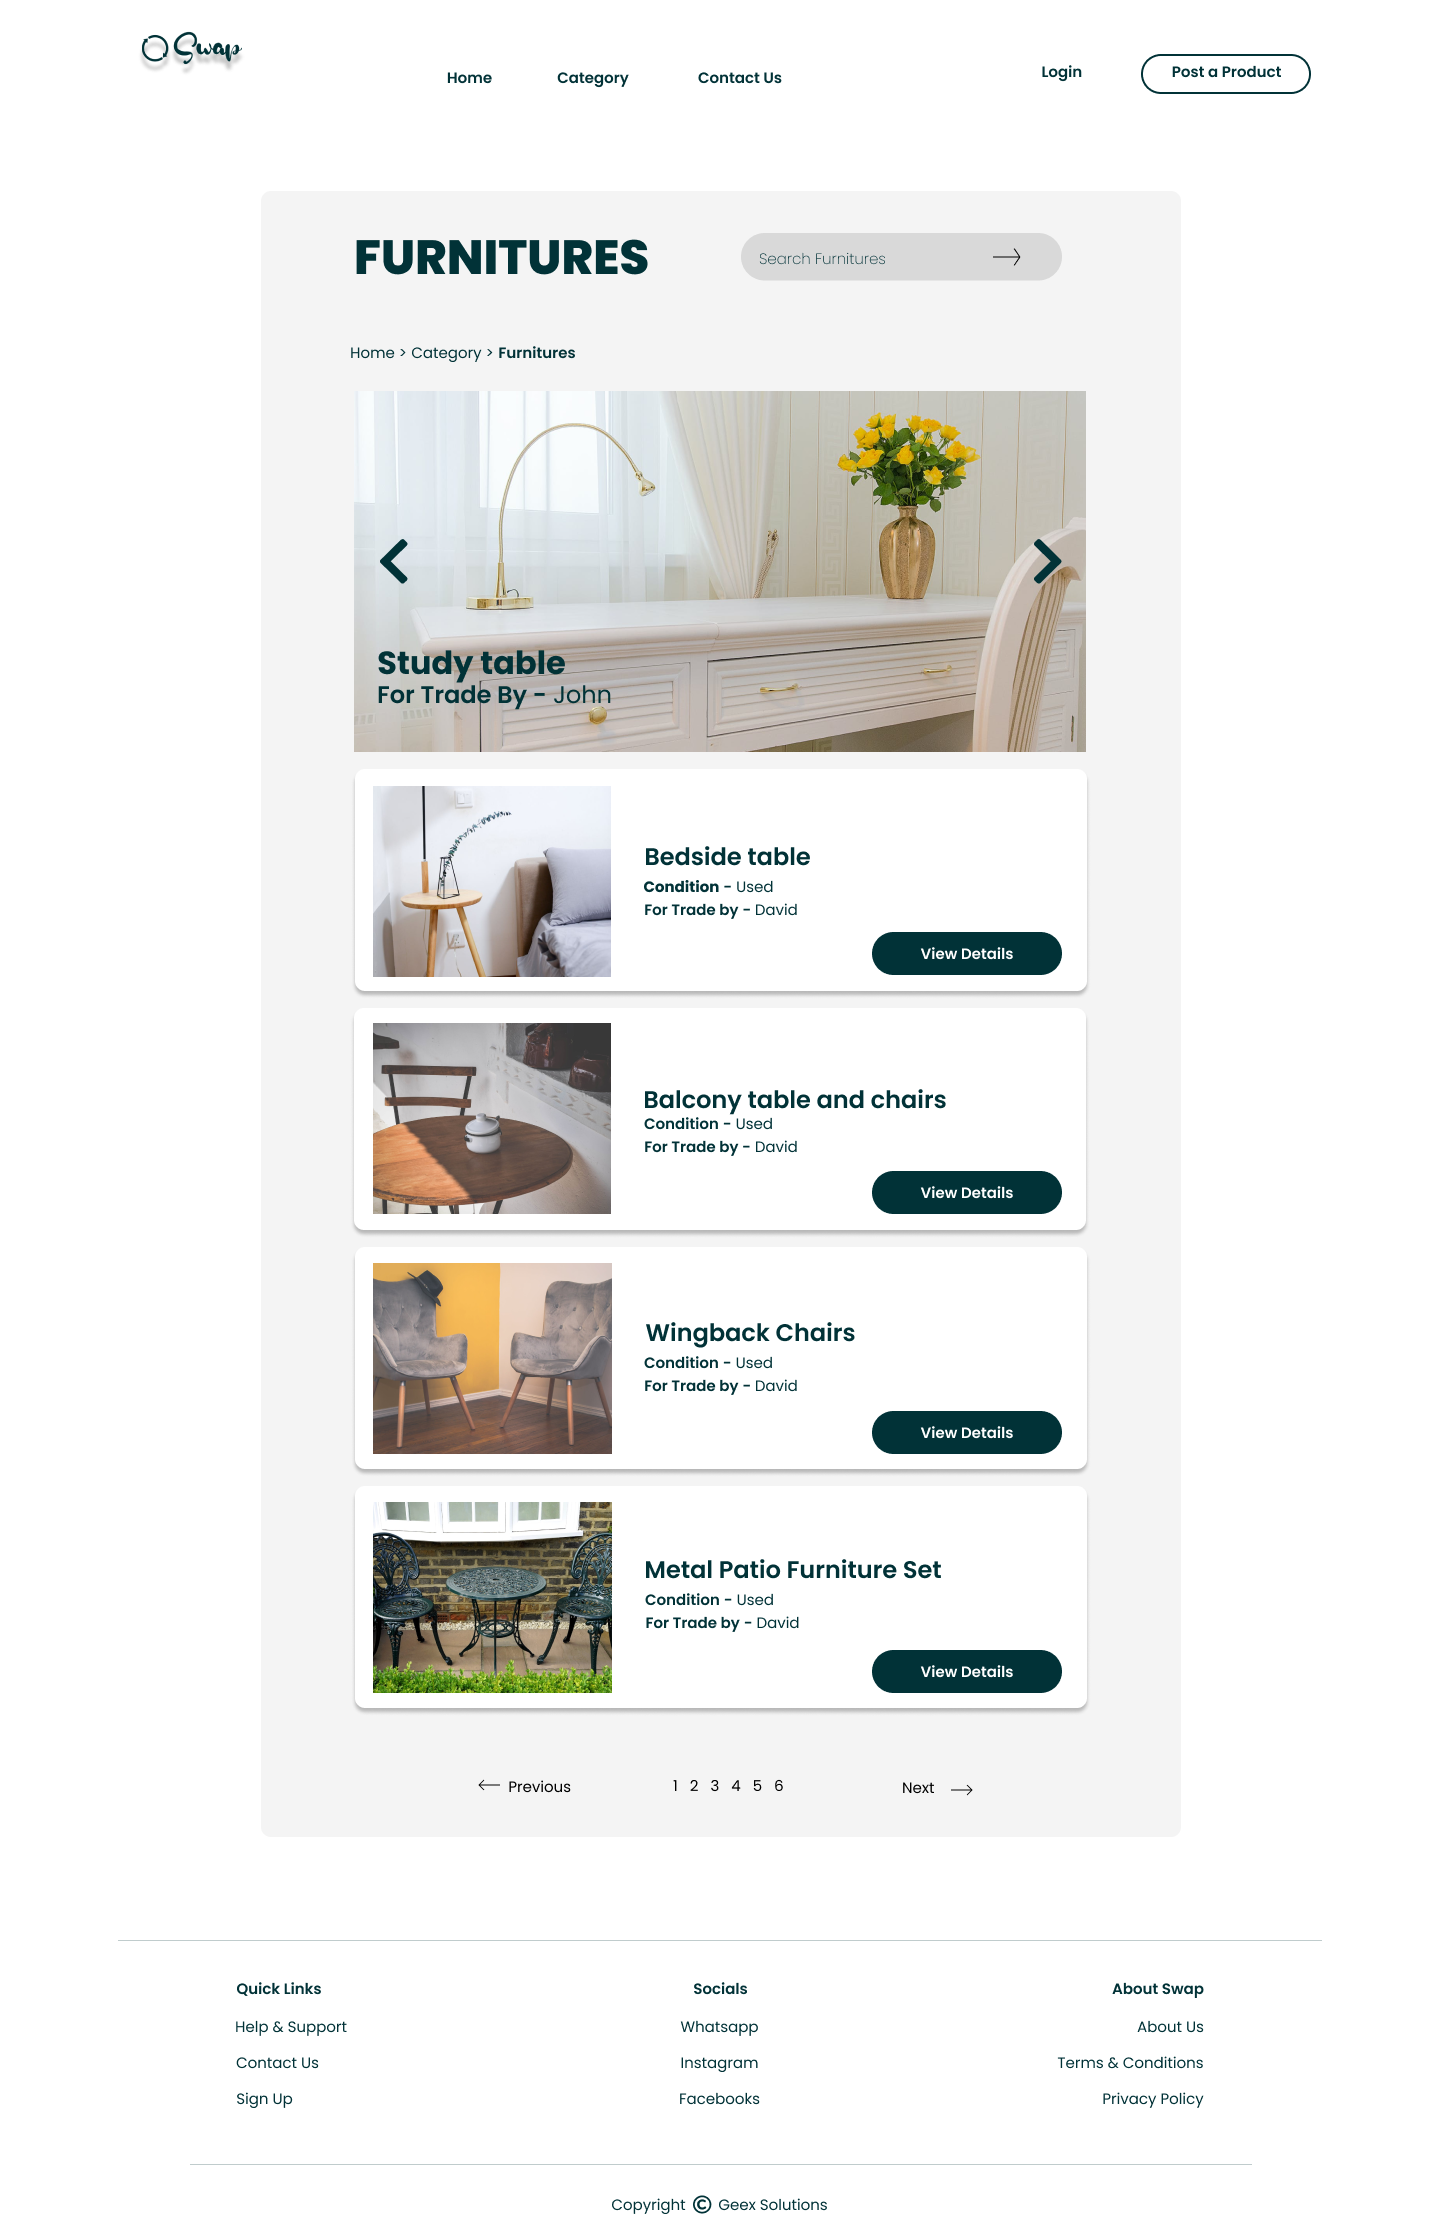 Swap
Home
Category
Contact Us
Login
Post a Product
FURNITURES
Search Furnitures
Home > Category > Furnitures
Study table
For Trade By - John
Bedside table
Condition - Used
For Trade by - David
View Details
Balcony table and chairs
Condition - Used
For Trade by - David
View Details
Wingback Chairs
Condition - Used
For Trade by - David
View Details
Metal Patio Furniture Set
Condition - Used
For Trade by - David
View Details
Previous
1 2 3 4 5 6
Next
Quick Links
Help & Support
Contact Us
Sign Up
Socials
Whatsapp
Instagram
Facebooks
About Swap
About Us
Terms & Conditions
Privacy Policy
Copyright © Geex Solutions